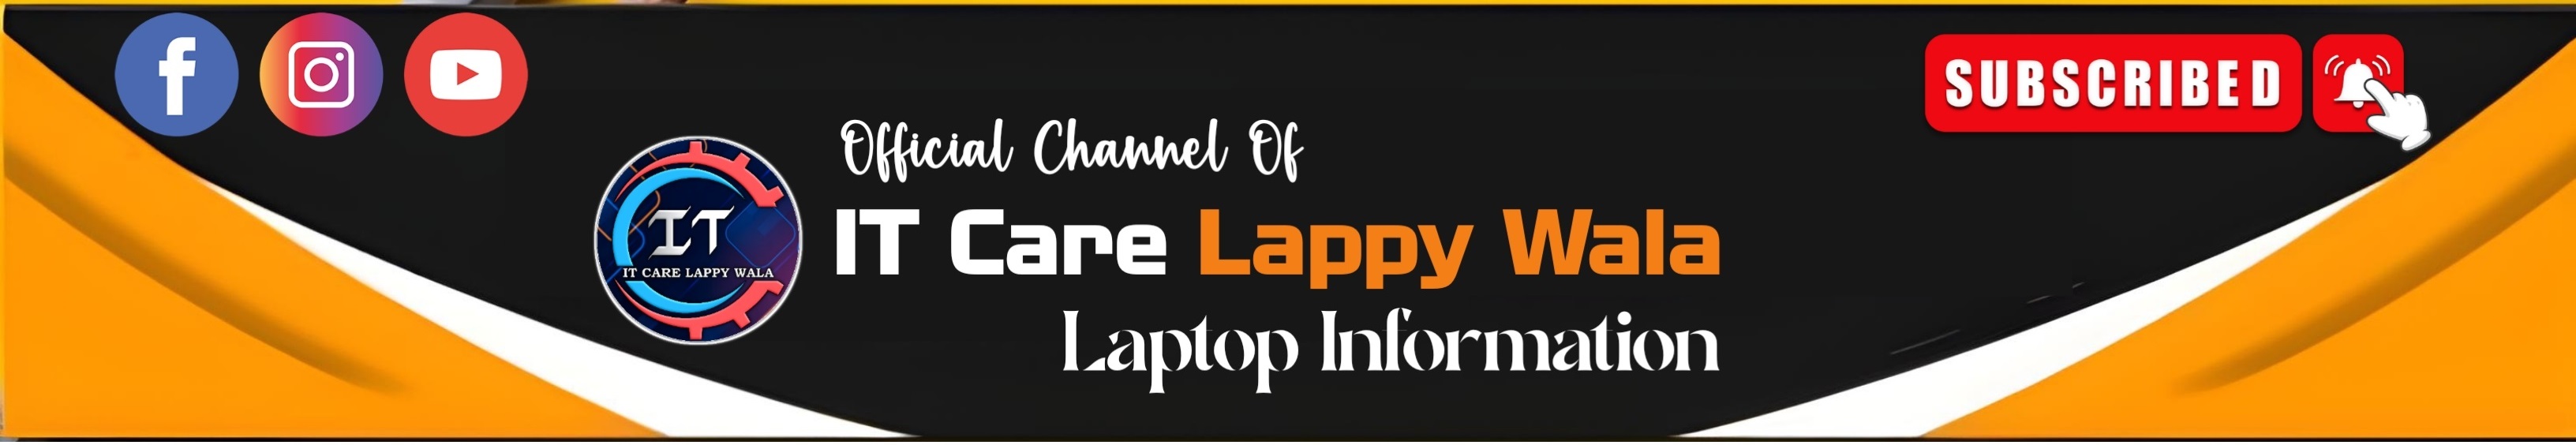 SUBSCRIBED
Official Channel Of
IT
IT CARE LAPPY WALA
IT Care Lappy Wala
Laptop Information